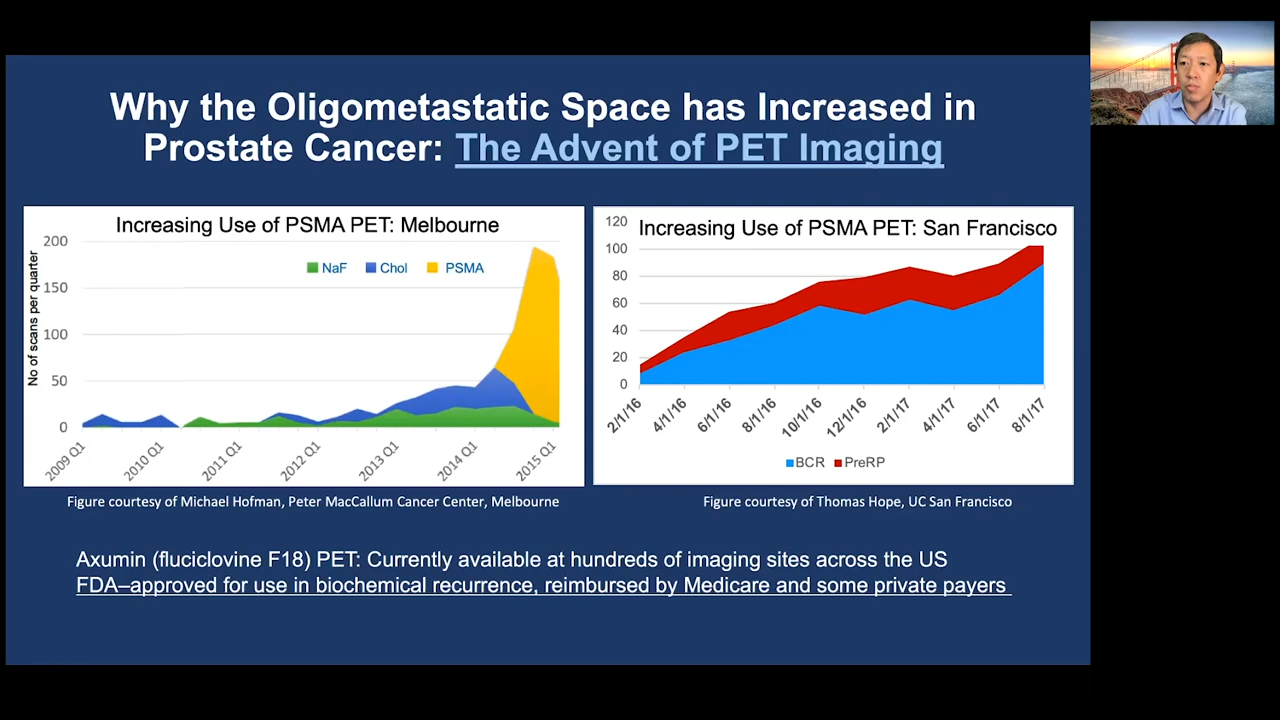 Why the Oligometastatic Space has Increased in
Prostate Cancer: The Advent of PET Imaging
Increasing Use of PSMA PET: Melbourne
No of scans per quarter
200
150
100
50
0
NaF Chol PSMA
2009 Q1 2010 Q1 2011 Q1 2012 Q1 2013 Q1 2014 Q1 2015 Q1
Figure courtesy of Michael Hofman, Peter MacCallum Cancer Center, Melbourne
Increasing Use of PSMA PET: San Francisco
120
100
80
60
40
20
0
2/1/16 4/1/16 6/1/16 8/1/16 10/1/16 12/1/16 2/1/17 4/1/17 6/1/17 8/1/17
BCR PreRP
Figure courtesy of Thomas Hope, UC San Francisco
Axumin (fluciclovine F18) PET: Currently available at hundreds of imaging sites across the US
FDA–approved for use in biochemical recurrence, reimbursed by Medicare and some private payers